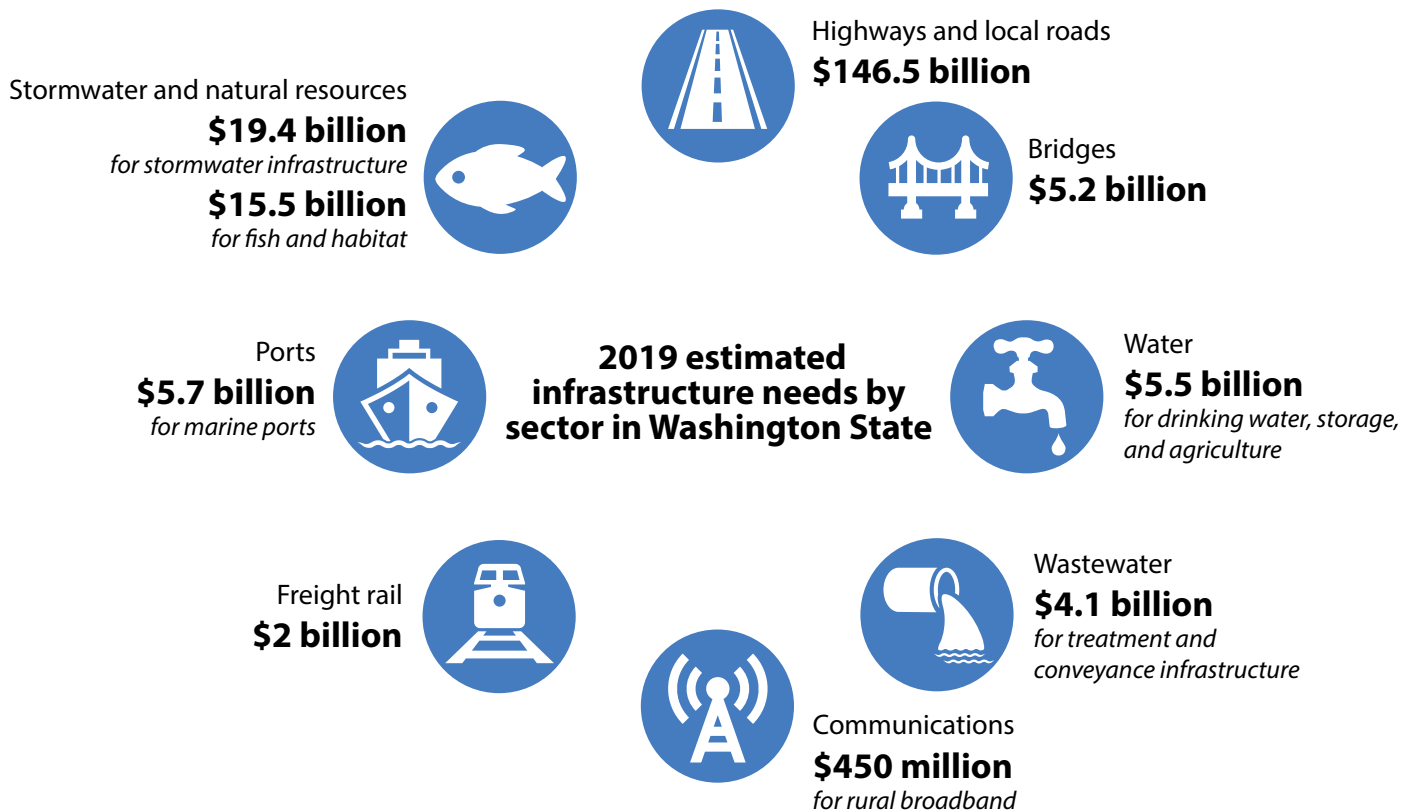 2019 estimated
infrastructure needs by
sector in Washington State
Highways and local roads
$146.5 billion
Bridges
$5.2 billion
Water
$5.5 billion
for drinking water, storage,
and agriculture
Wastewater
$4.1 billion
for treatment and
conveyance infrastructure
Communications
$450 million
for rural broadband
Freight rail
$2 billion
Ports
$5.7 billion
for marine ports
Stormwater and natural resources
$19.4 billion
for stormwater infrastructure
$15.5 billion
for fish and habitat